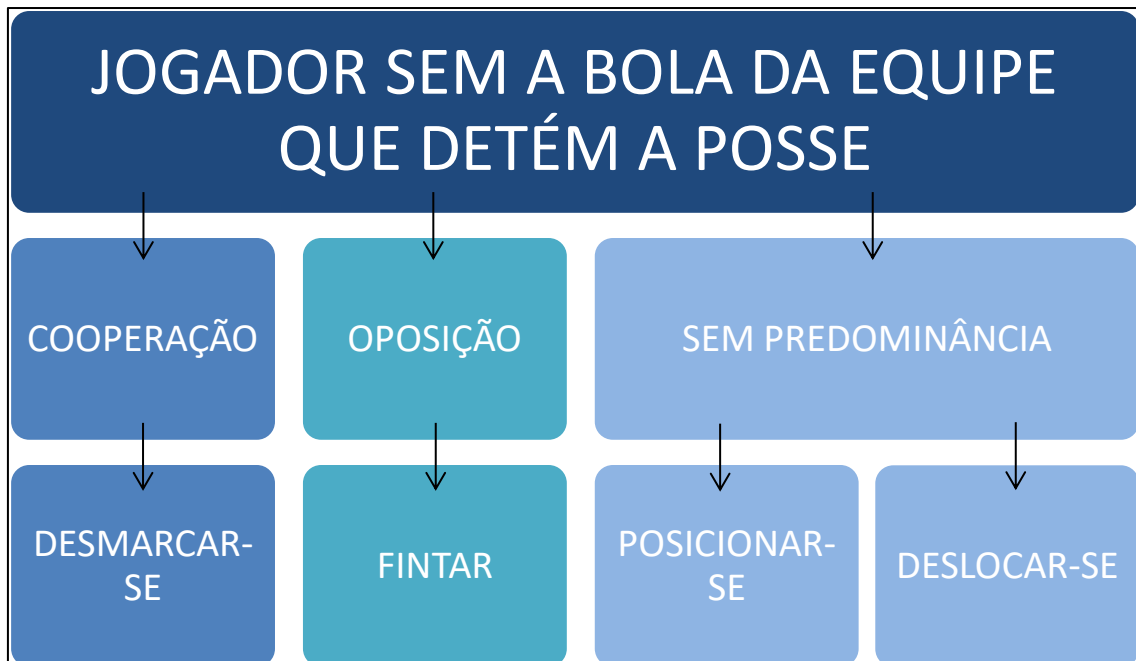 JOGADOR SEM A BOLA DA EQUIPE
QUE DETÉM A POSSE
COOPERAÇÃO
OPOSIÇÃO
SEM PREDOMINÂNCIA
DESMARCAR-
SE
FINTAR
POSICIONAR-
SE
DESLOCAR-SE